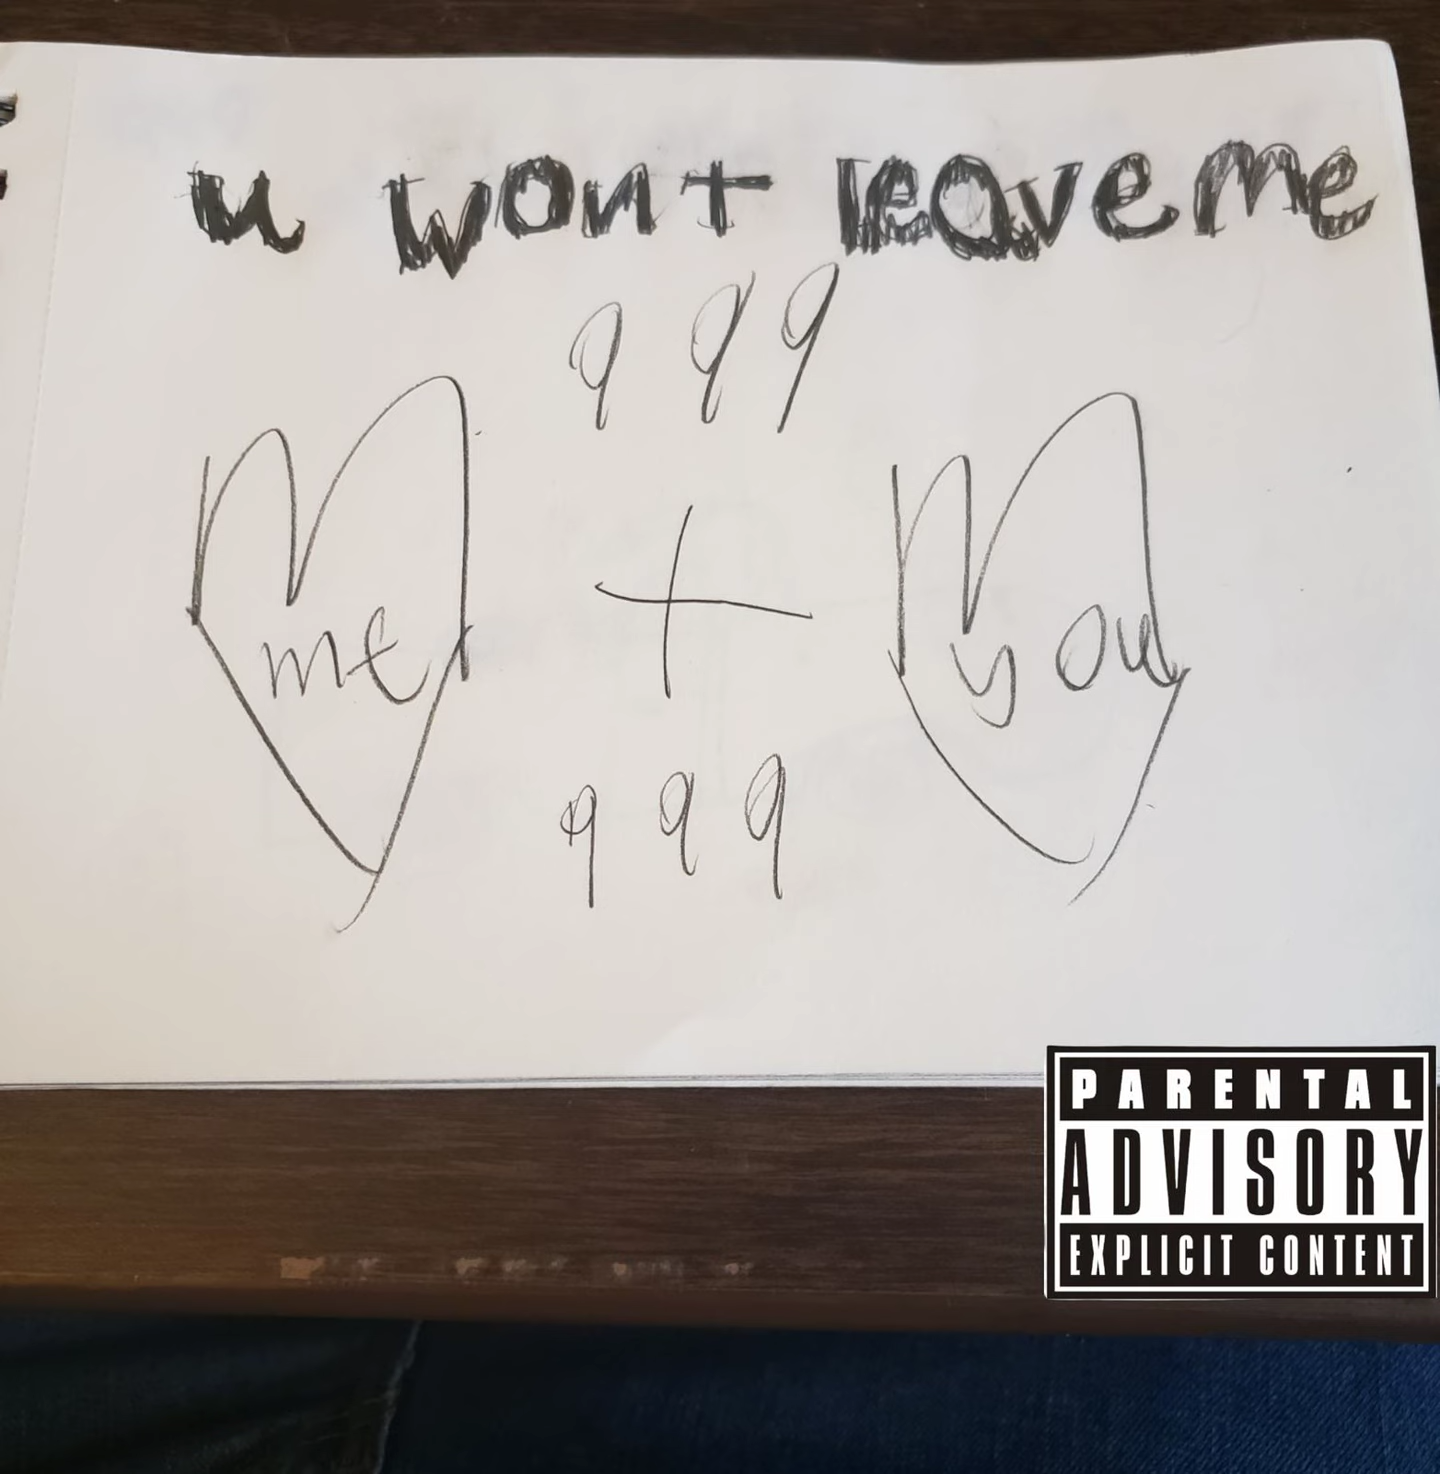 u wont leave me
999
me + you
999
PARENTAL
ADVISORY
EXPLICIT CONTENT